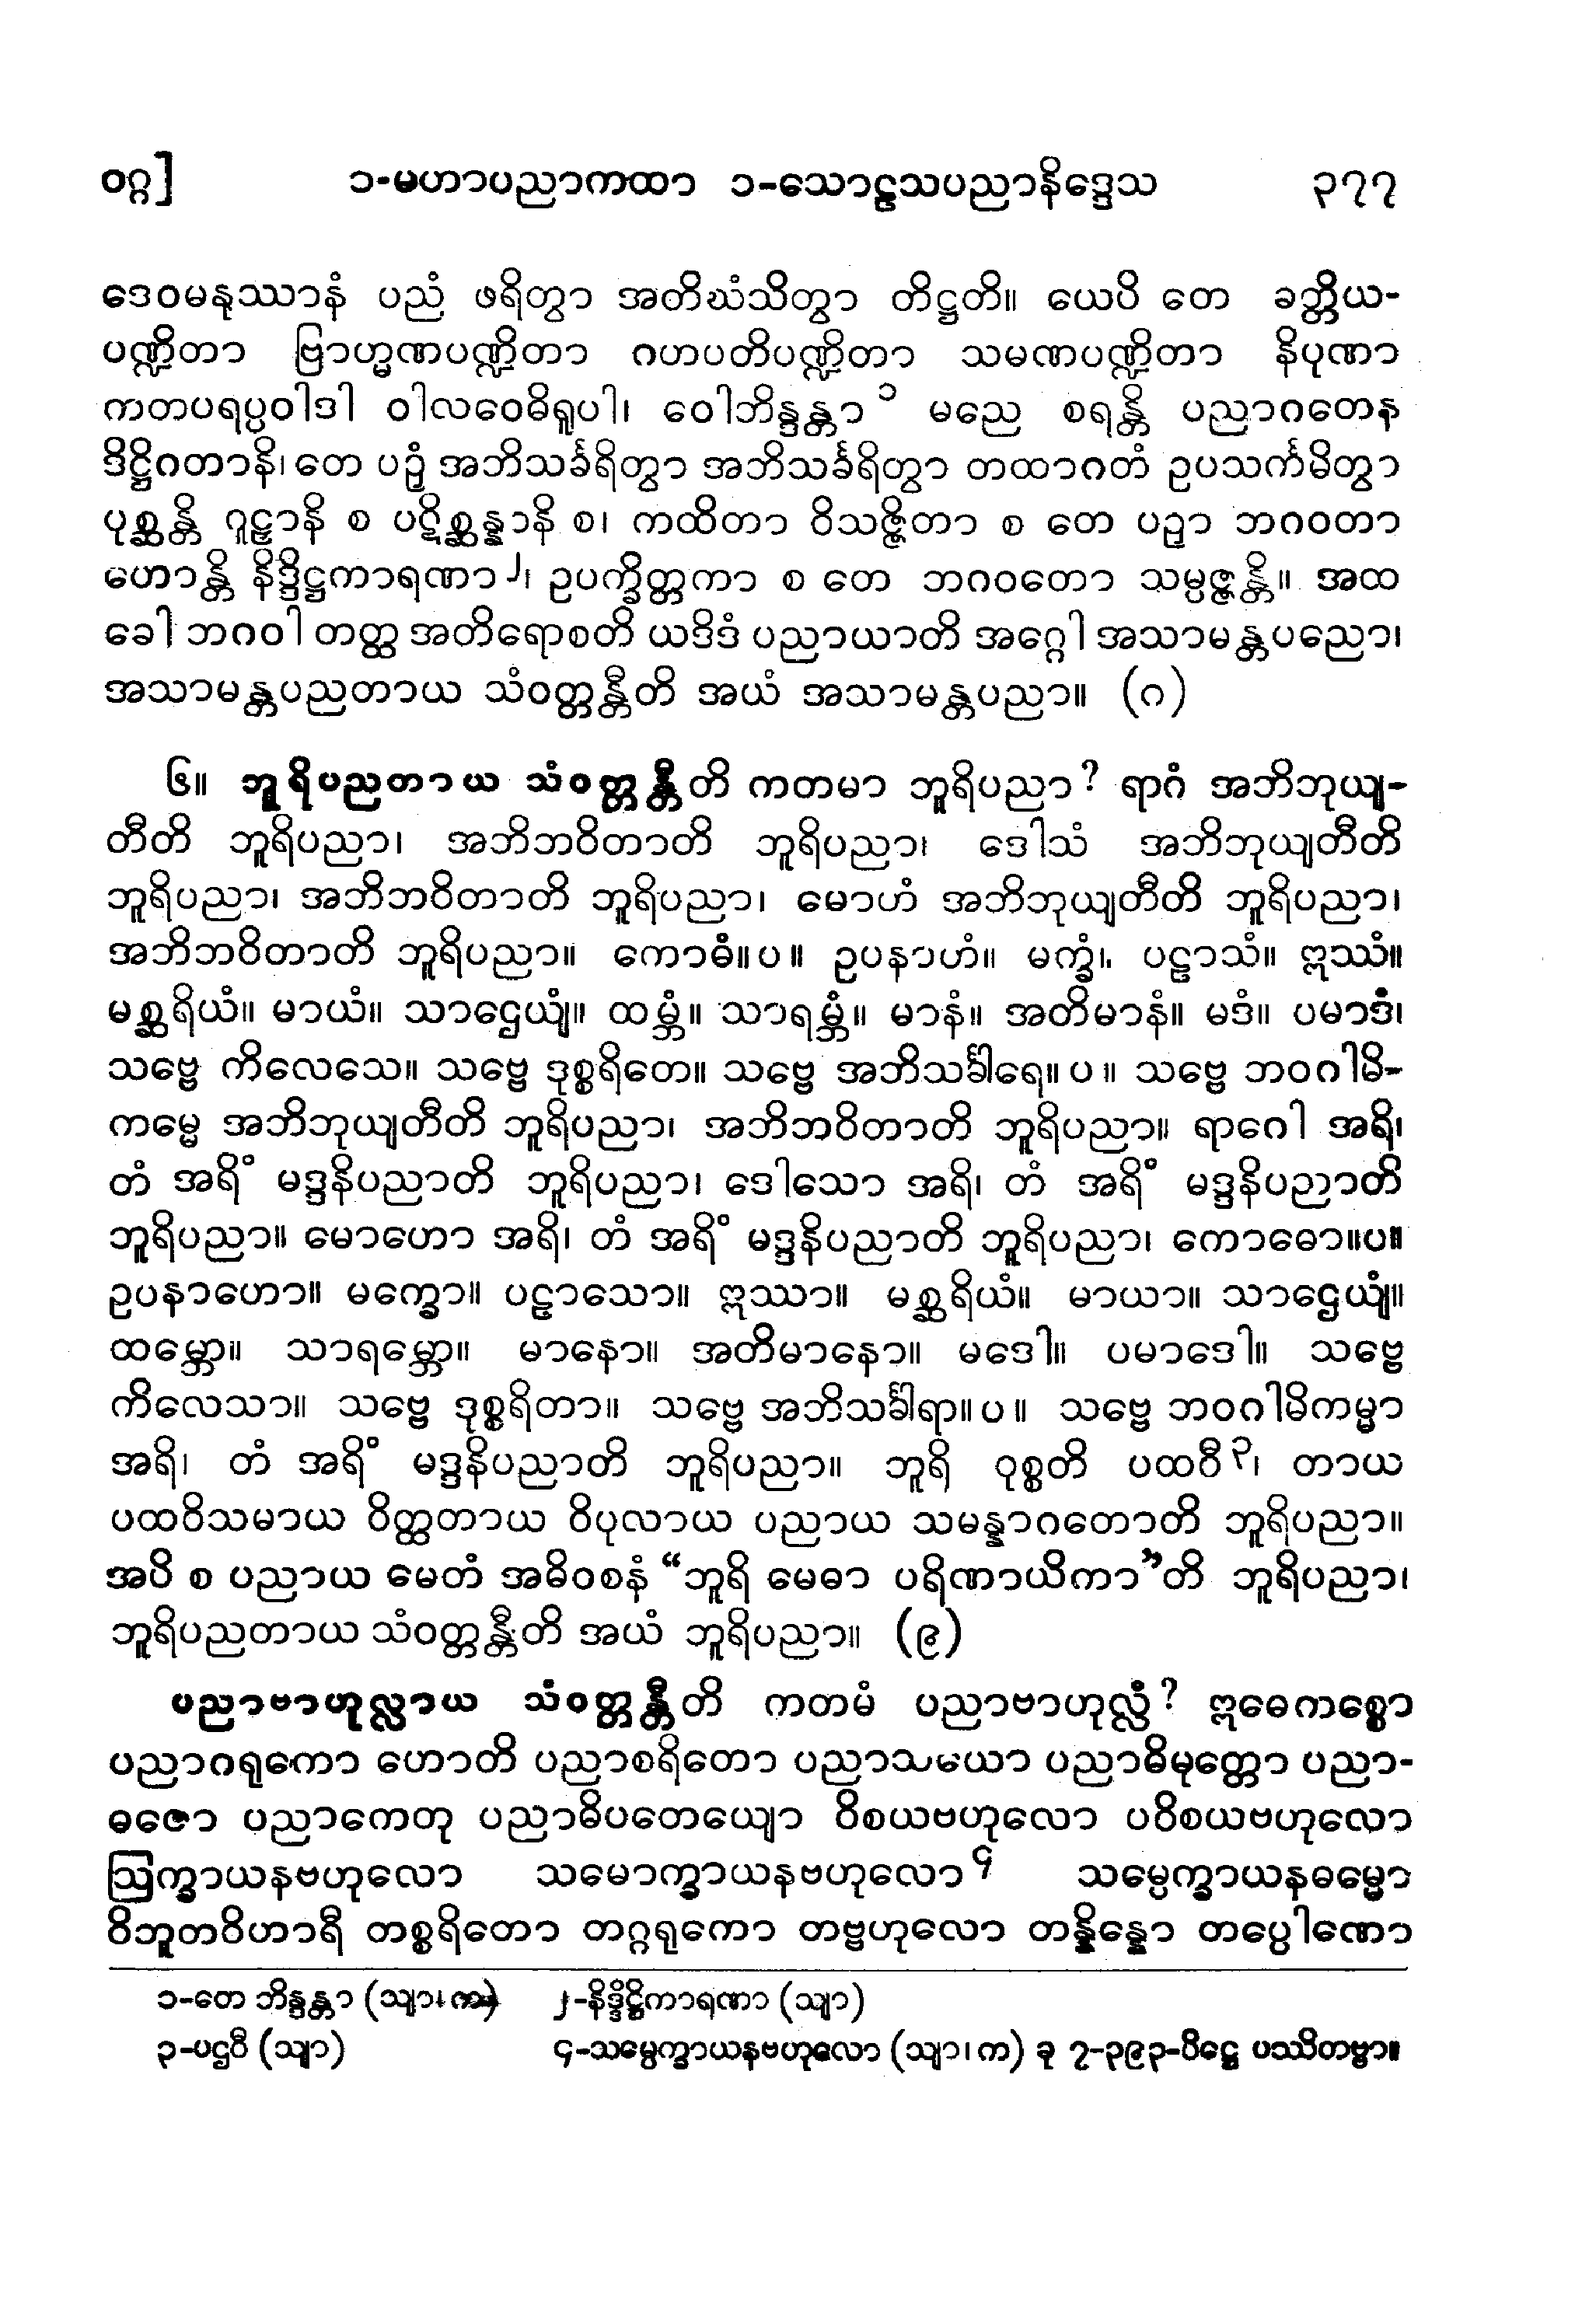 ဝဂ္ဂ] ၁-မဟာပညာကထာ ၁-သောဠသပညာနိဒ္ဒေသ ၃၇၇
ဒေဝမနုဿာနံ ပညံ ဖရိတွာ အတိဃံသိတွာ တိဋ္ဌတိ။ ယေပိ တေ ခတ္တိယ-
ပဏ္ဍိတာ ဗြာဟ္မဏပဏ္ဍိတာ ဂဟပတိပဏ္ဍိတာ သမဏပဏ္ဍိတာ နိပုဏာ
ကတပရပ္ပဝါဒါ ဝါလဝေဓိရူပါ၊ ဝေါဘိန္ဒန္တာ ၁ မညေ စရန္တိ ပညာဂတေန
ဒိဋ္ဌိဂတာနိ၊ တေ ပဉှံ အဘိသင်္ခရိတွာ အဘိသင်္ခရိတွာ တထာဂတံ ဥပသင်္ကမိတွာ
ပုစ္ဆန္တိ ဂူဠှာနိ စ ပဋိစ္ဆန္နာနိ စ၊ ကထိတာ ဝိသဇ္ဇိတာ စ တေ ပဉှာ ဘဂဝတာ
ဟောန္တိ နိဒ္ဒိဋ္ဌကာရဏာ ၂၊ ဥပက္ခိတ္တကာ စ တေ ဘဂဝတော သမ္ပဇ္ဇန္တိ။ အထ
ခေါ ဘဂဝါ တတ္ထ အတိရောစတိ ယဒိဒံ ပညာယာတိ အဂ္ဂေါ အသာမန္တပညော၊
အသာမန္တပညတာယ သံဝတ္တန္တီတိ အယံ အသာမန္တပညာ။ (ဂ)
၆။ ဘူရိပညတာယ သံဝတ္တန္တီတိ ကတမာ ဘူရိပညာ? ရာဂံ အဘိဘုယျ-
တီတိ ဘူရိပညာ၊ အဘိဘဝိတာတိ ဘူရိပညာ၊ ဒေါသံ အဘိဘုယျတီတိ
ဘူရိပညာ၊ အဘိဘဝိတာတိ ဘူရိပညာ၊ မောဟံ အဘိဘုယျတီတိ ဘူရိပညာ၊
အဘိဘဝိတာတိ ဘူရိပညာ။ ကောဓံ။ပ။ ဥပနာဟံ။ မက္ခံ။ ပဠာသံ။ ဣဿံ။
မစ္ဆရိယံ။ မာယံ။ သာဌေယျံ။ ထမ္ဘံ။ သာရမ္ဘံ။ မာနံ။ အတိမာနံ။ မဒံ။ ပမာဒံ၊
သဗ္ဗေ ကိလေသေ။ သဗ္ဗေ ဒုစ္စရိတေ။ သဗ္ဗေ အဘိသင်္ခါရေ။ပ။ သဗ္ဗေ ဘဝဂါမိ-
ကမ္မေ အဘိဘုယျတီတိ ဘူရိပညာ၊ အဘိဘဝိတာတိ ဘူရိပညာ။ ရာဂေါ အရိ၊
တံ အရိံ မဒ္ဒနိပညာတိ ဘူရိပညာ၊ ဒေါသော အရိ၊ တံ အရိံ မဒ္ဒနိပညာတိ
ဘူရိပညာ။ မောဟော အရိ၊ တံ အရိံ မဒ္ဒနိပညာတိ ဘူရိပညာ၊ ကောဓော။ပ။
ဥပနာဟော။ မက္ခော။ ပဠာသော။ ဣဿာ။ မစ္ဆရိယံ။ မာယာ။ သာဌေယျံ။
ထမ္ဘော။ သာရမ္ဘော။ မာနော။ အတိမာနော။ မဒေါ။ ပမာဒေါ။ သဗ္ဗေ
ကိလေသာ။ သဗ္ဗေ ဒုစ္စရိတာ။ သဗ္ဗေ အဘိသင်္ခါရာ။ပ။ သဗ္ဗေ ဘဝဂါမိကမ္မာ
အရိ၊ တံ အရိံ မဒ္ဒနိပညာတိ ဘူရိပညာ။ ဘူရိ ဝုစ္စတိ ပထဝီ ၃၊ တာယ
ပထဝိသမာယ ဝိတ္ထတာယ ဝိပုလာယ ပညာယ သမန္နာဂတောတိ ဘူရိပညာ။
အပိ စ ပညာယ မေတံ အဓိဝစနံ “ဘူရိ မေဓာ ပရိဏာယိကာ”တိ ဘူရိပညာ၊
ဘူရိပညတာယ သံဝတ္တန္တီတိ အယံ ဘူရိပညာ။ (၉)
ပညာဗာဟုလ္လာယ သံဝတ္တန္တီတိ ကတမံ ပညာဗာဟုလ္လံ? ဣဓေကစ္စော
ပညာဂရုကော ဟောတိ ပညာစရိတော ပညာသယော ပညာဓိမုတ္တော ပညာ-
ဓဇော ပညာကေတု ပညာဓိပတေယျော ဝိစယဗဟုလော ပဝိစယဗဟုလော
ဩက္ခာယနဗဟုလော သမောက္ခာယနဗဟုလော ၄ သမ္ပေက္ခာယနဓမ္မော
ဝိဘူတဝိဟာရီ တစ္စရိတော တဂ္ဂရုကော တဗ္ဗဟုလော တန္နိန္နော တပ္ပေါဏော
၁-တေ ဘိန္ဒန္တာ (သျာ၊ က) ၂-နိဒ္ဒိဋ္ဌိကာရဏာ (သျာ)
၃-ပဌဝီ (သျာ) ၄-သမ္ပေက္ခာယနဗဟုလော (သျာ၊ က) ခု ၇-၃၉၃-ပိဋ္ဌေ ပဿိတဗ္ဗာ။